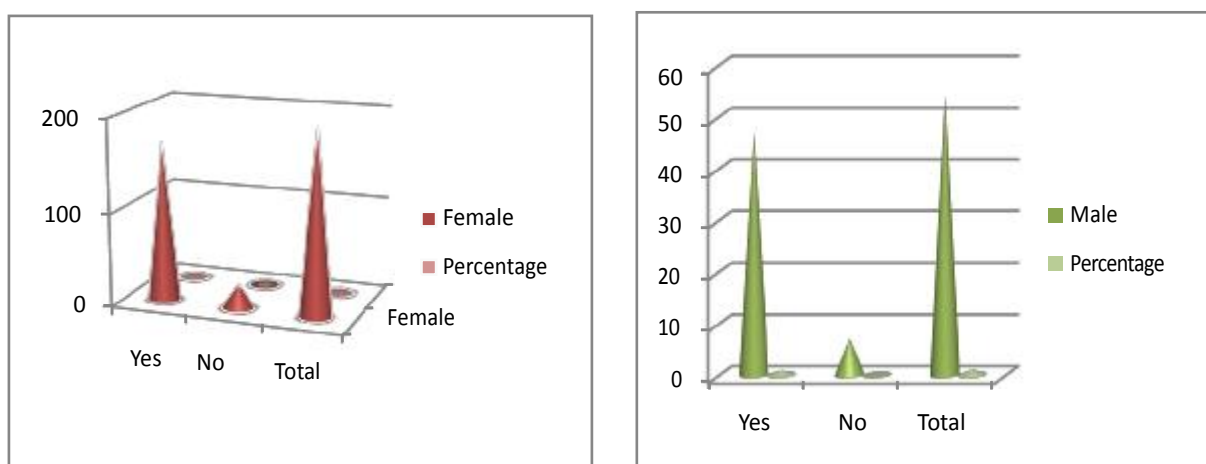 200
100
0
Yes
No
Total
Female
Female
Percentage
60
50
40
30
20
10
0
Yes
No
Total
Male
Percentage